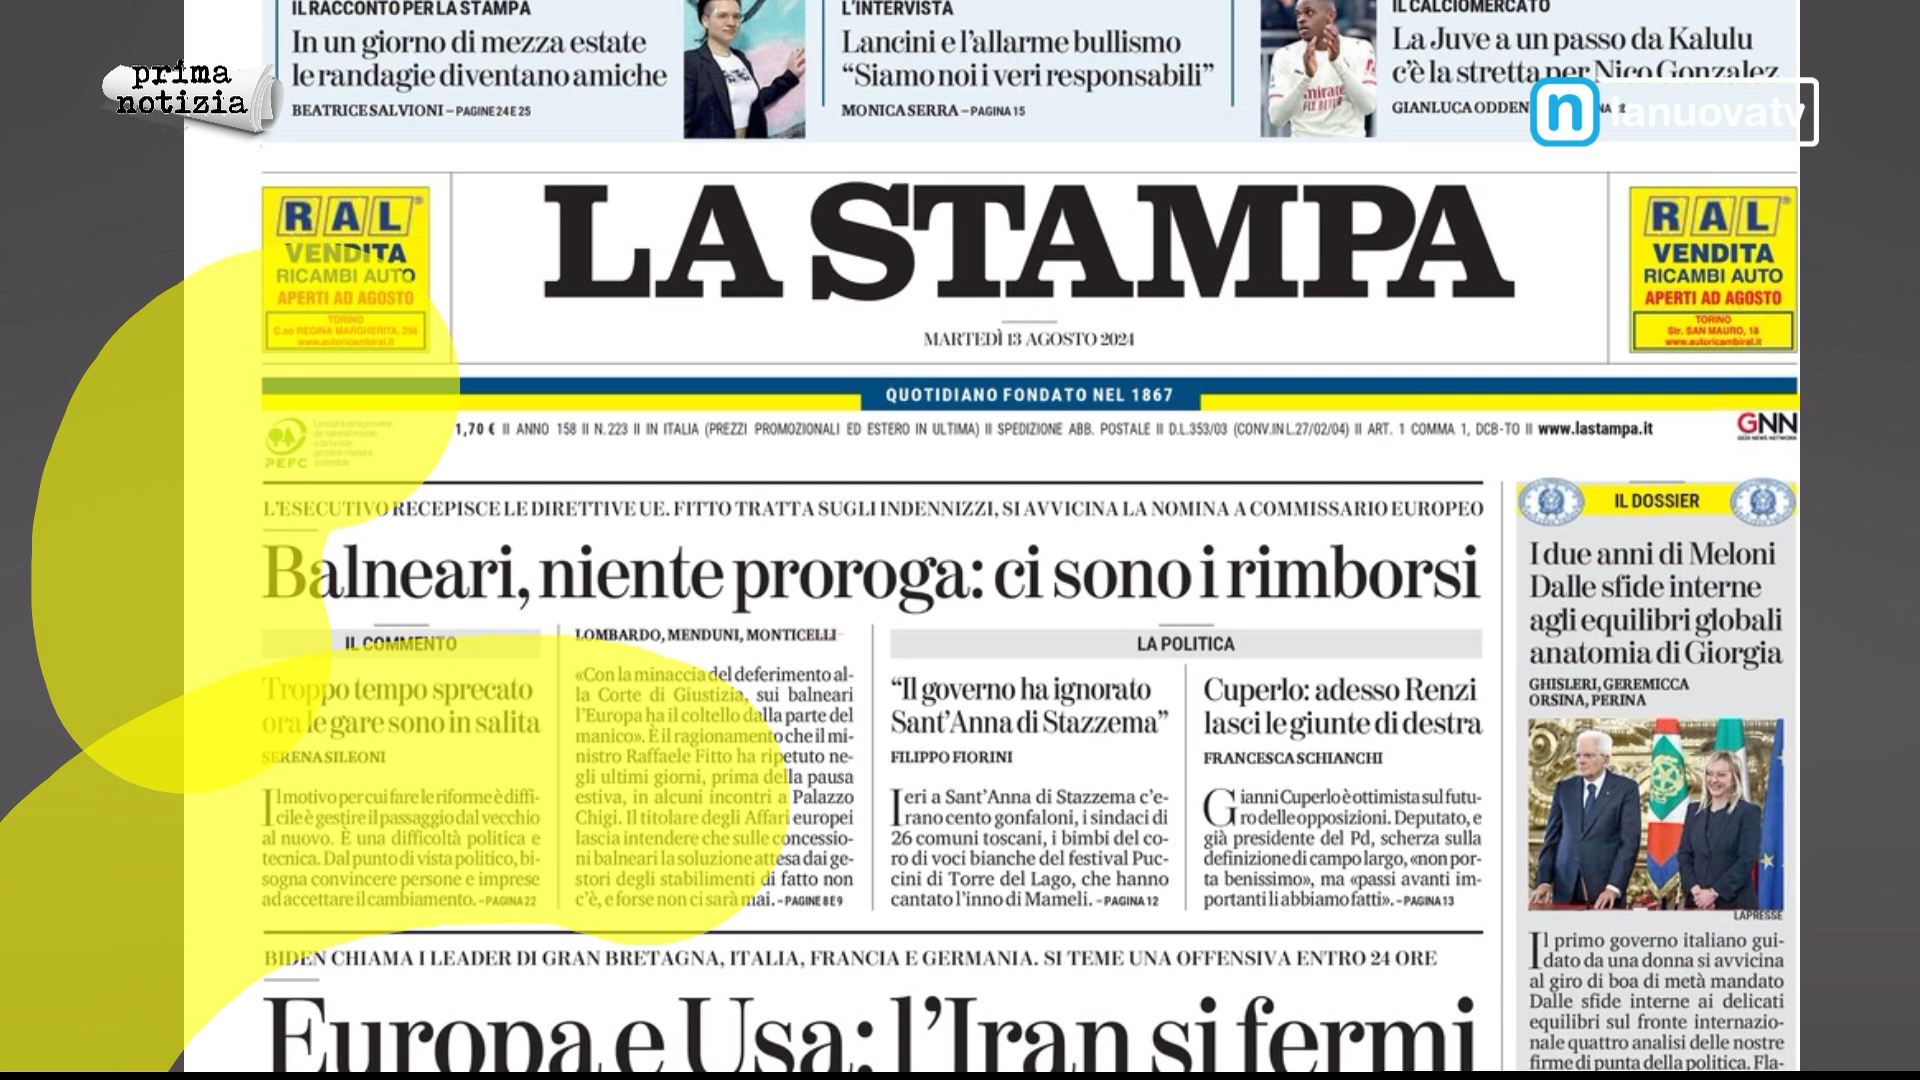 IL RACCONTO PER LA STAMPA
In un giorno di mezza estate
le randagie diventano amiche
BEATRICE SALVIONI – PAGINE 24 E 25
L'INTERVISTA
Lancini e l'allarme bullismo
“Siamo noi i veri responsabili”
MONICA SERRA – PAGINA 15
IL CALCIOMERCATO
La Juve a un passo da Kalulu
c'è la stretta per Nico Gonzalez
GIANLUCA ODDEN
prima
notizia
n lanuovatv
RAL
VENDITA
RICAMBI AUTO
APERTI AD AGOSTO
TORINO
C.so REGINA MARGHERITA, 256
www.autoricambiral.it
LA STAMPA
MARTEDÌ 13 AGOSTO 2024
RAL
VENDITA
RICAMBI AUTO
APERTI AD AGOSTO
TORINO
Str. SAN MAURO, 18
www.autoricambiral.it
QUOTIDIANO FONDATO NEL 1867
PEFC
1,70 € II ANNO 158 II N. 223 II IN ITALIA (PREZZI PROMOZIONALI ED ESTERO IN ULTIMA) II SPEDIZIONE ABB. POSTALE II D.L.353/03 (CONV.IN L.27/02/04) II ART. 1 COMMA 1, DCB-TO II www.lastampa.it
GNN
GEDI NEWS NETWORK
L'ESECUTIVO RECEPISCE LE DIRETTIVE UE. FITTO TRATTA SUGLI INDENNIZZI, SI AVVICINA LA NOMINA A COMMISSARIO EUROPEO
Balneari, niente proroga: ci sono i rimborsi
IL COMMENTO
Troppo tempo sprecato
ora le gare sono in salita
SERENA SILEONI
Il motivo per cui fare le riforme è diffi-
cile è gestire il passaggio dal vecchio
al nuovo. È una difficoltà politica e
tecnica. Dal punto di vista politico, bi-
sogna convincere persone e imprese
ad accettare il cambiamento. – PAGINA 22
LOMBARDO, MENDUNI, MONTICELLI
«Con la minaccia del deferimento al-
la Corte di Giustizia, sui balneari
l'Europa ha il coltello dalla parte del
manico». È il ragionamento che il mi-
nistro Raffaele Fitto ha ripetuto ne-
gli ultimi giorni, prima della pausa
estiva, in alcuni incontri a Palazzo
Chigi. Il titolare degli Affari europei
lascia intendere che sulle concessio-
ni balneari la soluzione attesa dai ge-
stori degli stabilimenti di fatto non
c'è, e forse non ci sarà mai. – PAGINE 8 E 9
LA POLITICA
“Il governo ha ignorato
Sant'Anna di Stazzema”
FILIPPO FIORINI
Ieri a Sant'Anna di Stazzema c'e-
rano cento gonfaloni, i sindaci di
26 comuni toscani, i bimbi del co-
ro di voci bianche del festival Puc-
cini di Torre del Lago, che hanno
cantato l'inno di Mameli. – PAGINA 12
Cuperlo: adesso Renzi
lasci le giunte di destra
FRANCESCA SCHIANCHI
Gianni Cuperlo è ottimista sul futu-
ro delle opposizioni. Deputato, e
già presidente del Pd, scherza sulla
definizione di campo largo, «non por-
ta benissimo», ma «passi avanti im-
portanti li abbiamo fatti». – PAGINA 13
IL DOSSIER
I due anni di Meloni
Dalle sfide interne
agli equilibri globali
anatomia di Giorgia
GHISLERI, GEREMICCA
ORSINA, PERINA
LAPRESSE
Il primo governo italiano gui-
dato da una donna si avvicina
al giro di boa di metà mandato
Dalle sfide interne ai delicati
equilibri sul fronte internazio-
nale quattro analisi delle nostre
firme di punta della politica. Fla-
BIDEN CHIAMA I LEADER DI GRAN BRETAGNA, ITALIA, FRANCIA E GERMANIA. SI TEME UNA OFFENSIVA ENTRO 24 ORE
Europa e Usa: l'Iran si fermi